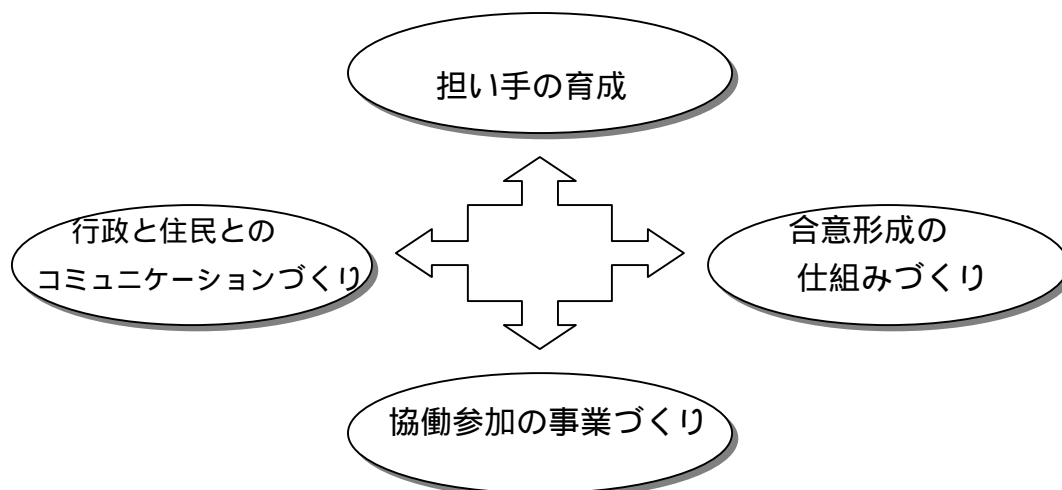 担い手の育成
行政と住民との
コミュニケーションづくり
合意形成の
仕組みづくり
協働参加の事業づくり